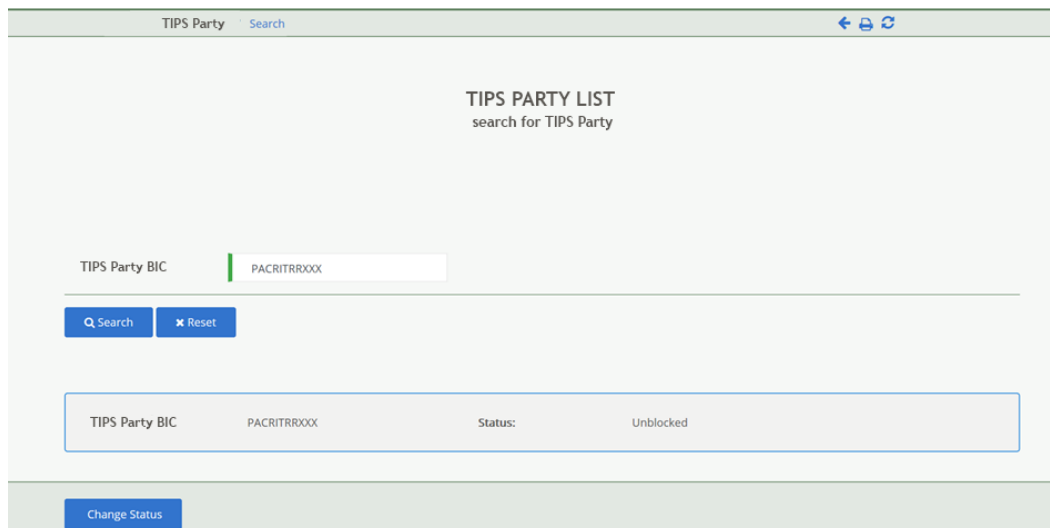 TIPS Party Search
TIPS PARTY LIST
search for TIPS Party
TIPS Party BIC PACRITRRXXX
Search Reset
TIPS Party BIC PACRITRRXXX Status: Unblocked
Change Status